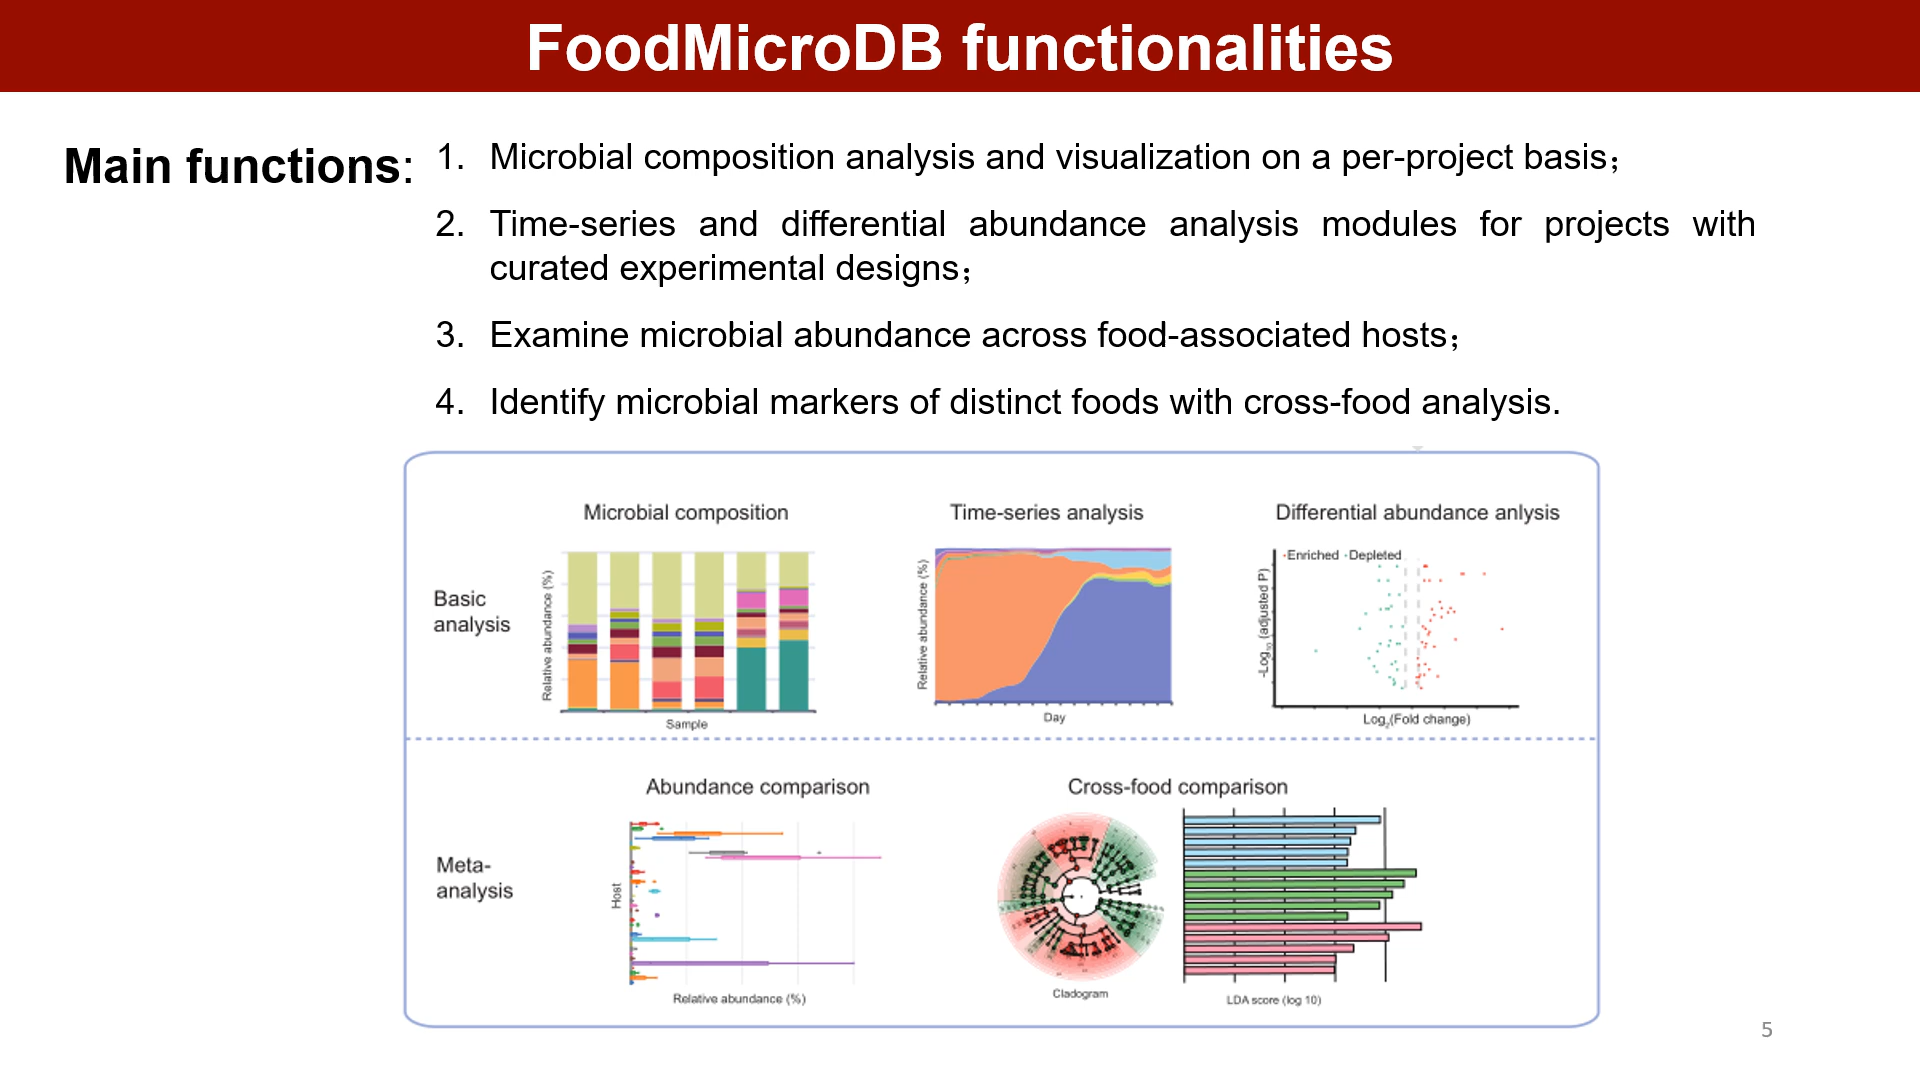 FoodMicroDB functionalities
Main functions:
1. Microbial composition analysis and visualization on a per-project basis；
2. Time-series and differential abundance analysis modules for projects with
curated experimental designs；
3. Examine microbial abundance across food-associated hosts；
4. Identify microbial markers of distinct foods with cross-food analysis.
Basic
analysis
Microbial composition
Relative abundance (%)
Sample
Time-series analysis
Relative abundance (%)
Day
Differential abundance anlysis
Enriched Depleted
-Log₁₀ (adjusted P)
Log₂(Fold change)
Meta-
analysis
Abundance comparison
Host
Relative abundance (%)
Cross-food comparison
Cladogram
LDA score (log 10)
5